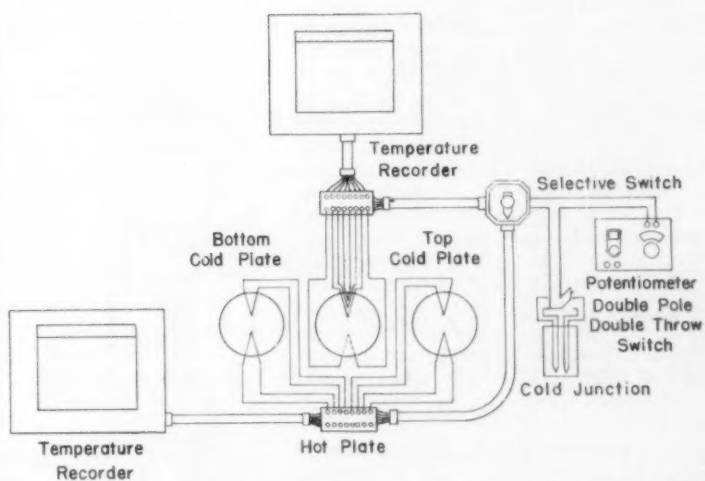 Temperature
Recorder
Selective Switch
Bottom
Cold Plate
Top
Cold Plate
Potentiometer
Double Pole
Double Throw
Switch
Cold Junction
Hot Plate
Temperature
Recorder